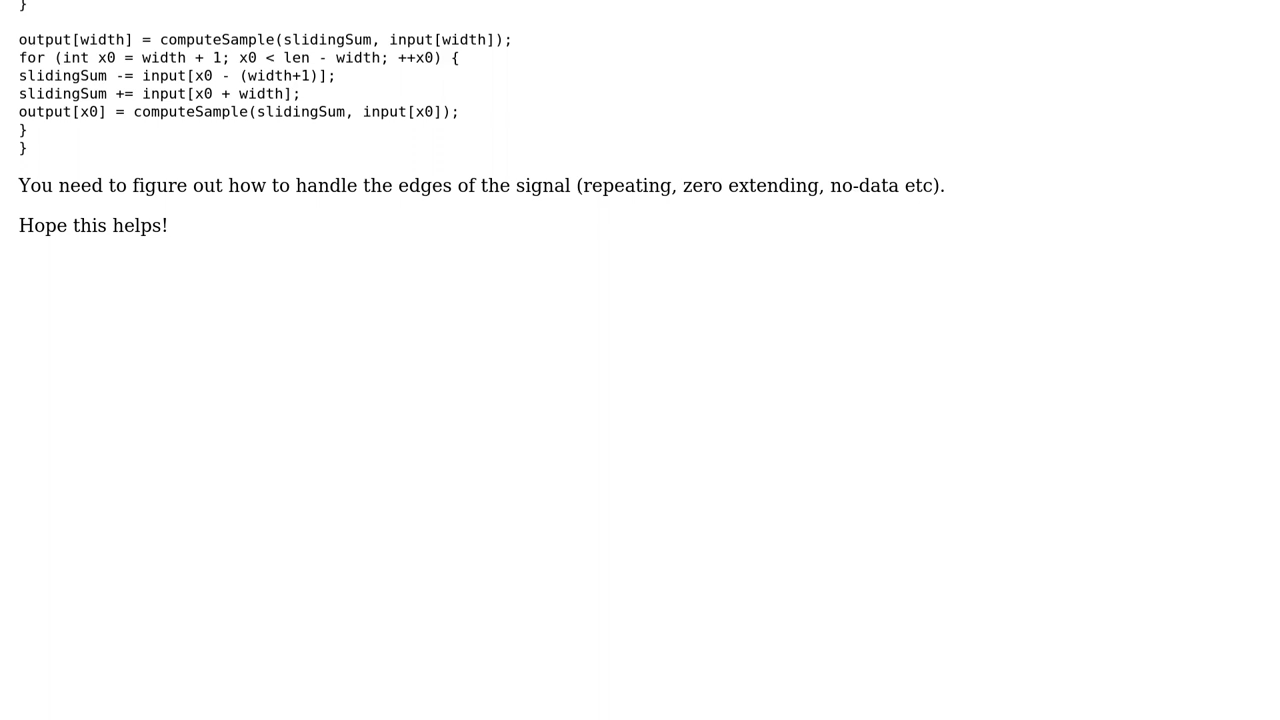 }
output[width] = computeSample(slidingSum, input[width]);
for (int x0 = width + 1; x0 < len - width; ++x0) {
slidingSum -= input[x0 - (width+1)];
slidingSum += input[x0 + width];
output[x0] = computeSample(slidingSum, input[x0]);
}
}
You need to figure out how to handle the edges of the signal (repeating, zero extending, no-data etc).
Hope this helps!